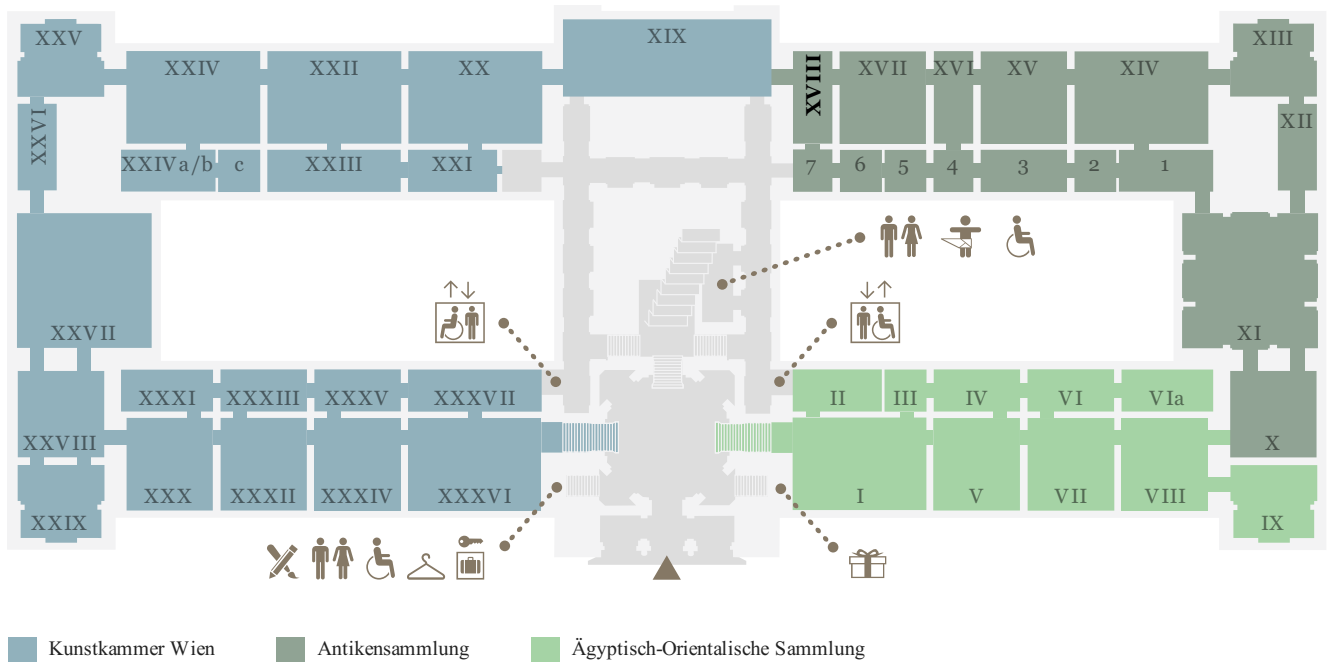 XXV
XXIV
XXII
XX
XIX
XVIII
XVII
XVI
XV
XIV
XIII
XXVI
XII
XXIVa/b
c
XXIII
XXI
7
6
5
4
3
2
1
XXVII
XI
XXXI
XXXIII
XXXV
XXXVII
II
III
IV
VI
VIa
XXVIII
X
XXX
XXXII
XXXIV
XXXVI
I
V
VII
VIII
XXIX
IX
Kunstkammer Wien
Antikensammlung
Ägyptisch-Orientalische Sammlung